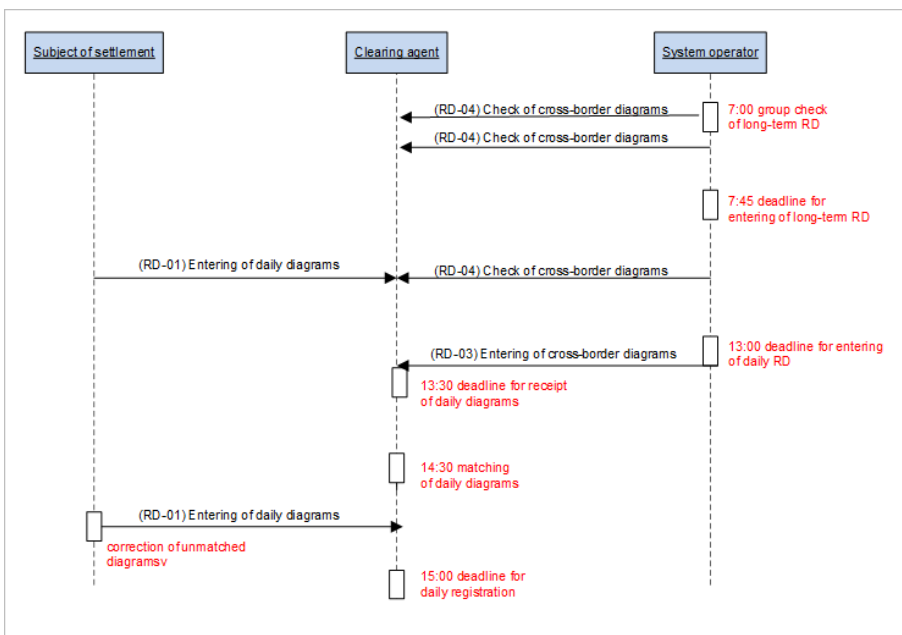 Subject of settlement
Clearing agent
System operator
(RD-04) Check of cross-border diagrams
7:00 group check
of long-term RD
(RD-04) Check of cross-border diagrams
7:45 deadline for
entering of long-term RD
(RD-01) Entering of daily diagrams
(RD-04) Check of cross-border diagrams
(RD-03) Entering of cross-border diagrams
13:00 deadline for entering
of daily RD
13:30 deadline for receipt
of daily diagrams
14:30 matching
of daily diagrams
(RD-01) Entering of daily diagrams
correction of unmatched
diagramsv
15:00 deadline for
daily registration